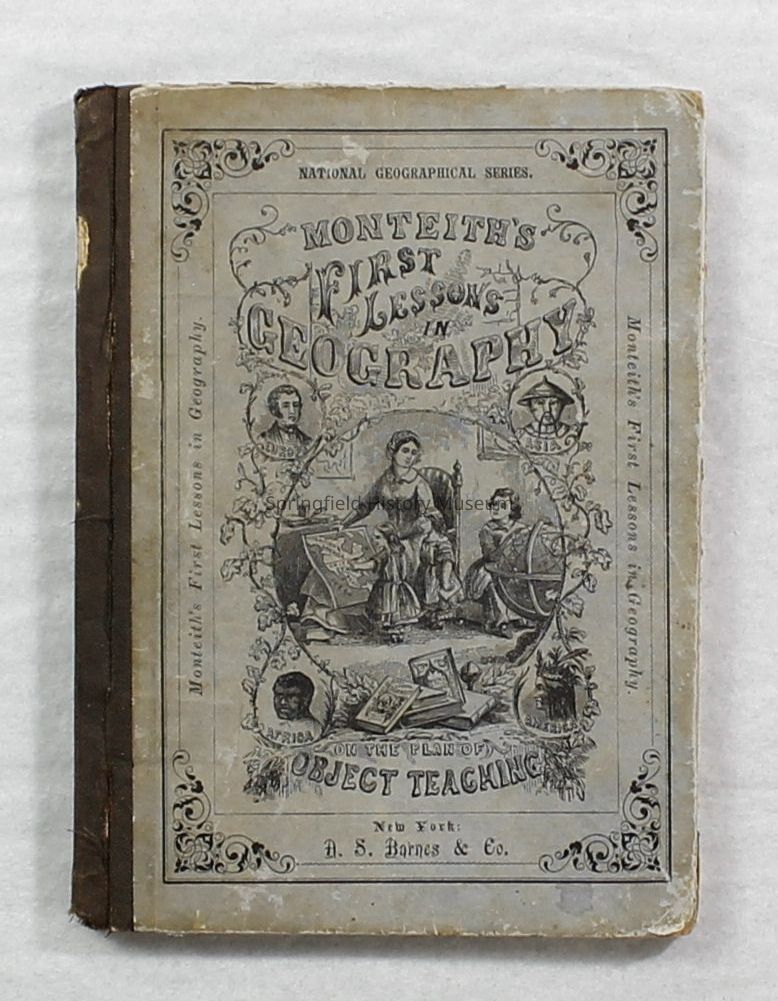 NATIONAL GEOGRAPHICAL SERIES.
MONTEITH'S
FIRST
LESSONS
IN
GEOGRAPHY
ASIA
Springfield History Museum
AFRICA
AMERICA
ON THE PLAN OF
OBJECT TEACHING
New York:
A. S. Barnes & Co.
Monteith's First Lessons in Geography.
Monteith's First Lessons in Geography.